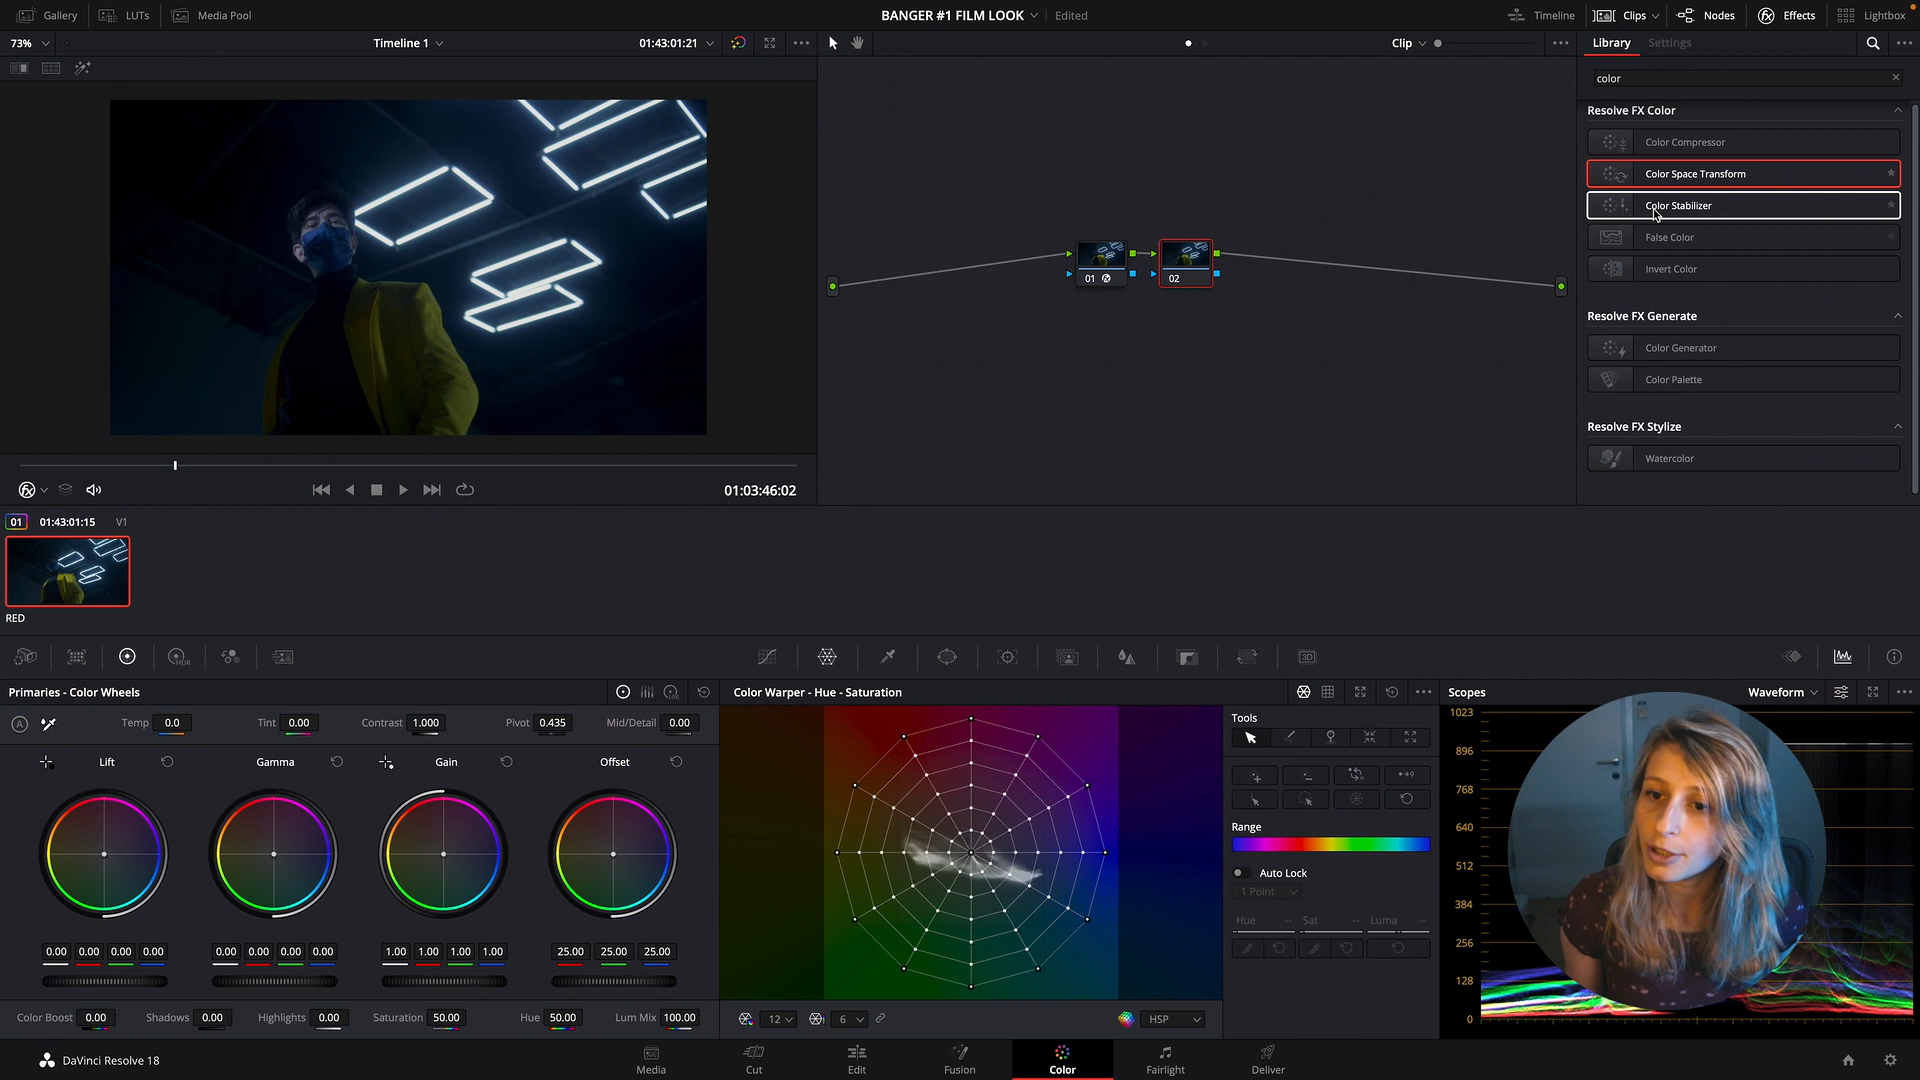 Gallery
LUTs
Media Pool
BANGER #1 FILM LOOK
Edited
Timeline
Clips
Nodes
Effects
Lightbox
73%
Timeline 1
01:43:01:21
Clip
Library
Settings
color
Resolve FX Color
Color Compressor
Color Space Transform
Color Stabilizer
False Color
Invert Color
Resolve FX Generate
Color Generator
Color Palette
Resolve FX Stylize
Watercolor
01
02
01:03:46:02
01 01:43:01:15 V1
RED
HDR
3D
Primaries - Color Wheels
LOG
Temp 0.0 Tint 0.00 Contrast 1.000 Pivot 0.435 Mid/Detail 0.00
A
Lift Gamma Gain Offset
0.00 0.00 0.00 0.00 0.00 0.00 0.00 0.00 1.00 1.00 1.00 1.00 25.00 25.00 25.00
Color Boost 0.00 Shadows 0.00 Highlights 0.00 Saturation 50.00 Hue 50.00 Lum Mix 100.00
Color Warper - Hue - Saturation
Tools
Range
Auto Lock
1 Point
Hue -- Sat -- Luma --
12 6 HSP
Scopes
Waveform
1023
896
768
640
512
384
256
128
0
DaVinci Resolve 18
Media
Cut
Edit
Fusion
Color
Fairlight
Deliver